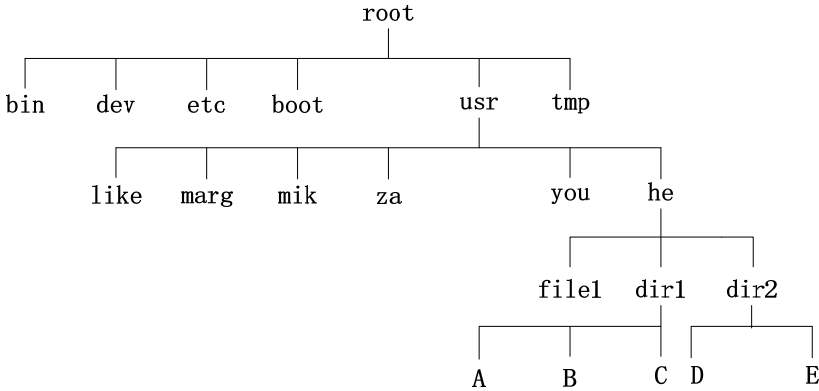 root
bin dev etc boot usr tmp
like marg mik za you he
file1 dir1 dir2
A B C D E